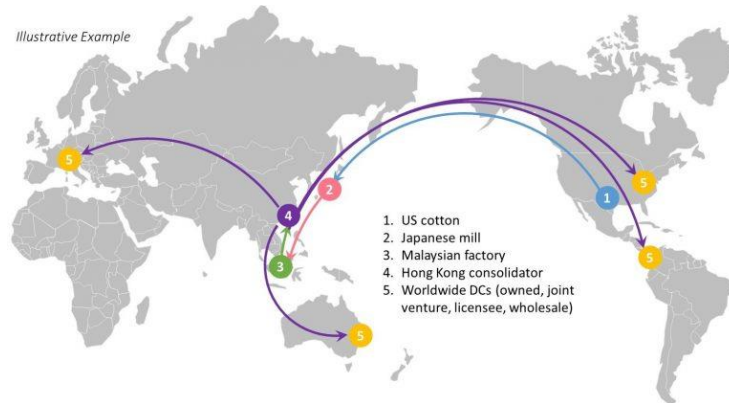 Illustrative Example
5
4
3
2
1
5
5
5
1. US cotton
2. Japanese mill
3. Malaysian factory
4. Hong Kong consolidator
5. Worldwide DCs (owned, joint
venture, licensee, wholesale)